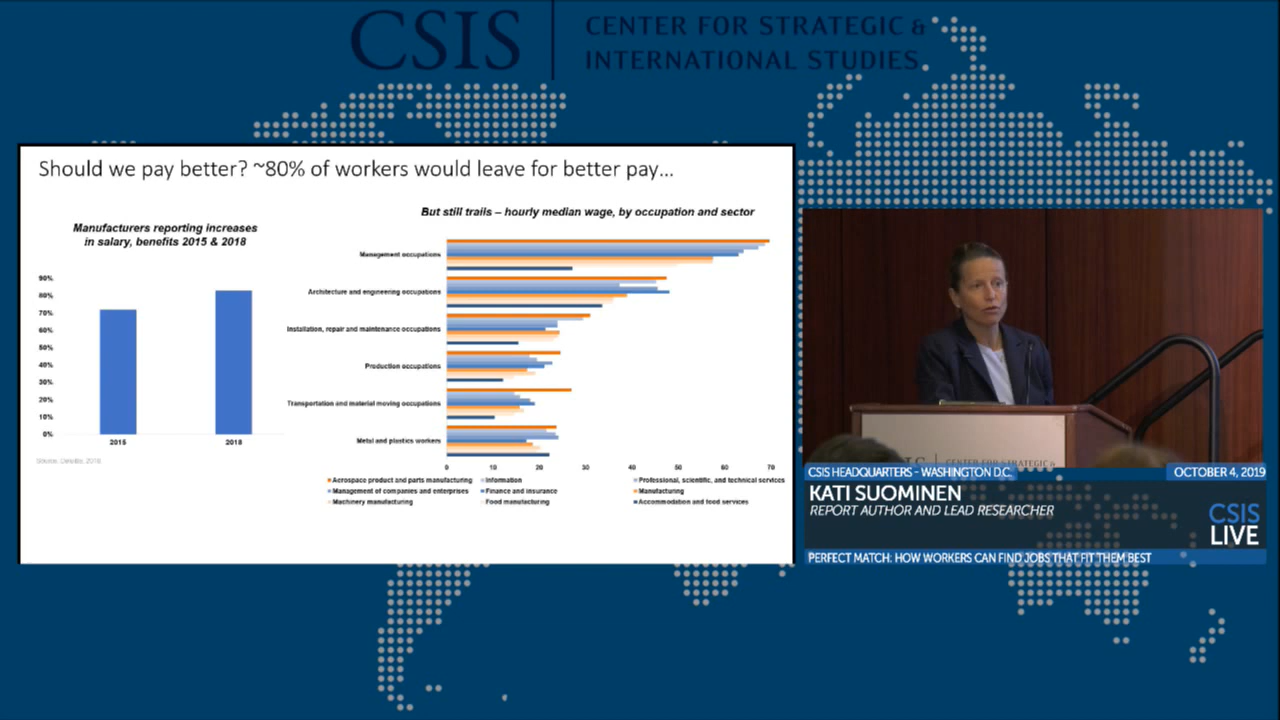 CSIS
CENTER FOR STRATEGIC &
INTERNATIONAL STUDIES
Should we pay better? ~80% of workers would leave for better pay...
Manufacturers reporting increases
in salary, benefits 2015 & 2018
90%
80%
70%
60%
50%
40%
30%
20%
10%
0%
2015
2018
Source, Deloitte, 2018.
But still trails – hourly median wage, by occupation and sector
Management occupations
Architecture and engineering occupations
Installation, repair and maintenance occupations
Production occupations
Transportation and material moving occupations
Metal and plastics workers
0 10 20 30 40 50 60 70
Aerospace product and parts manufacturing
Information
Professional, scientific, and technical services
Management of companies and enterprises
Finance and insurance
Manufacturing
Machinery manufacturing
Food manufacturing
Accommodation and food services
CENTER FOR STRATEGIC &
CSIS HEADQUARTERS - WASHINGTON D.C.
OCTOBER 4, 2019
KATI SUOMINEN
REPORT AUTHOR AND LEAD RESEARCHER
CSIS
LIVE
PERFECT MATCH: HOW WORKERS CAN FIND JOBS THAT FIT THEM BEST